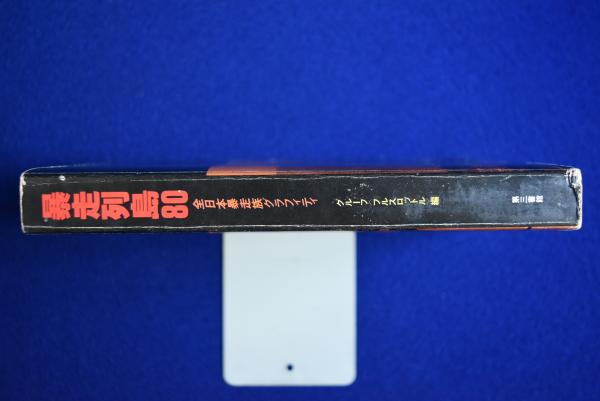 暴走列島80
全日本暴走族グラフィティ
グループ・フルスロットル編
第三書館